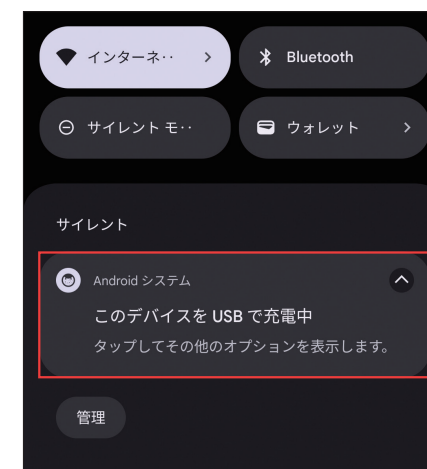 インターネ··
Bluetooth
サイレント モ··
ウォレット
サイレント
Android システム
このデバイスを USB で充電中
タップしてその他のオプションを表示します。
管理